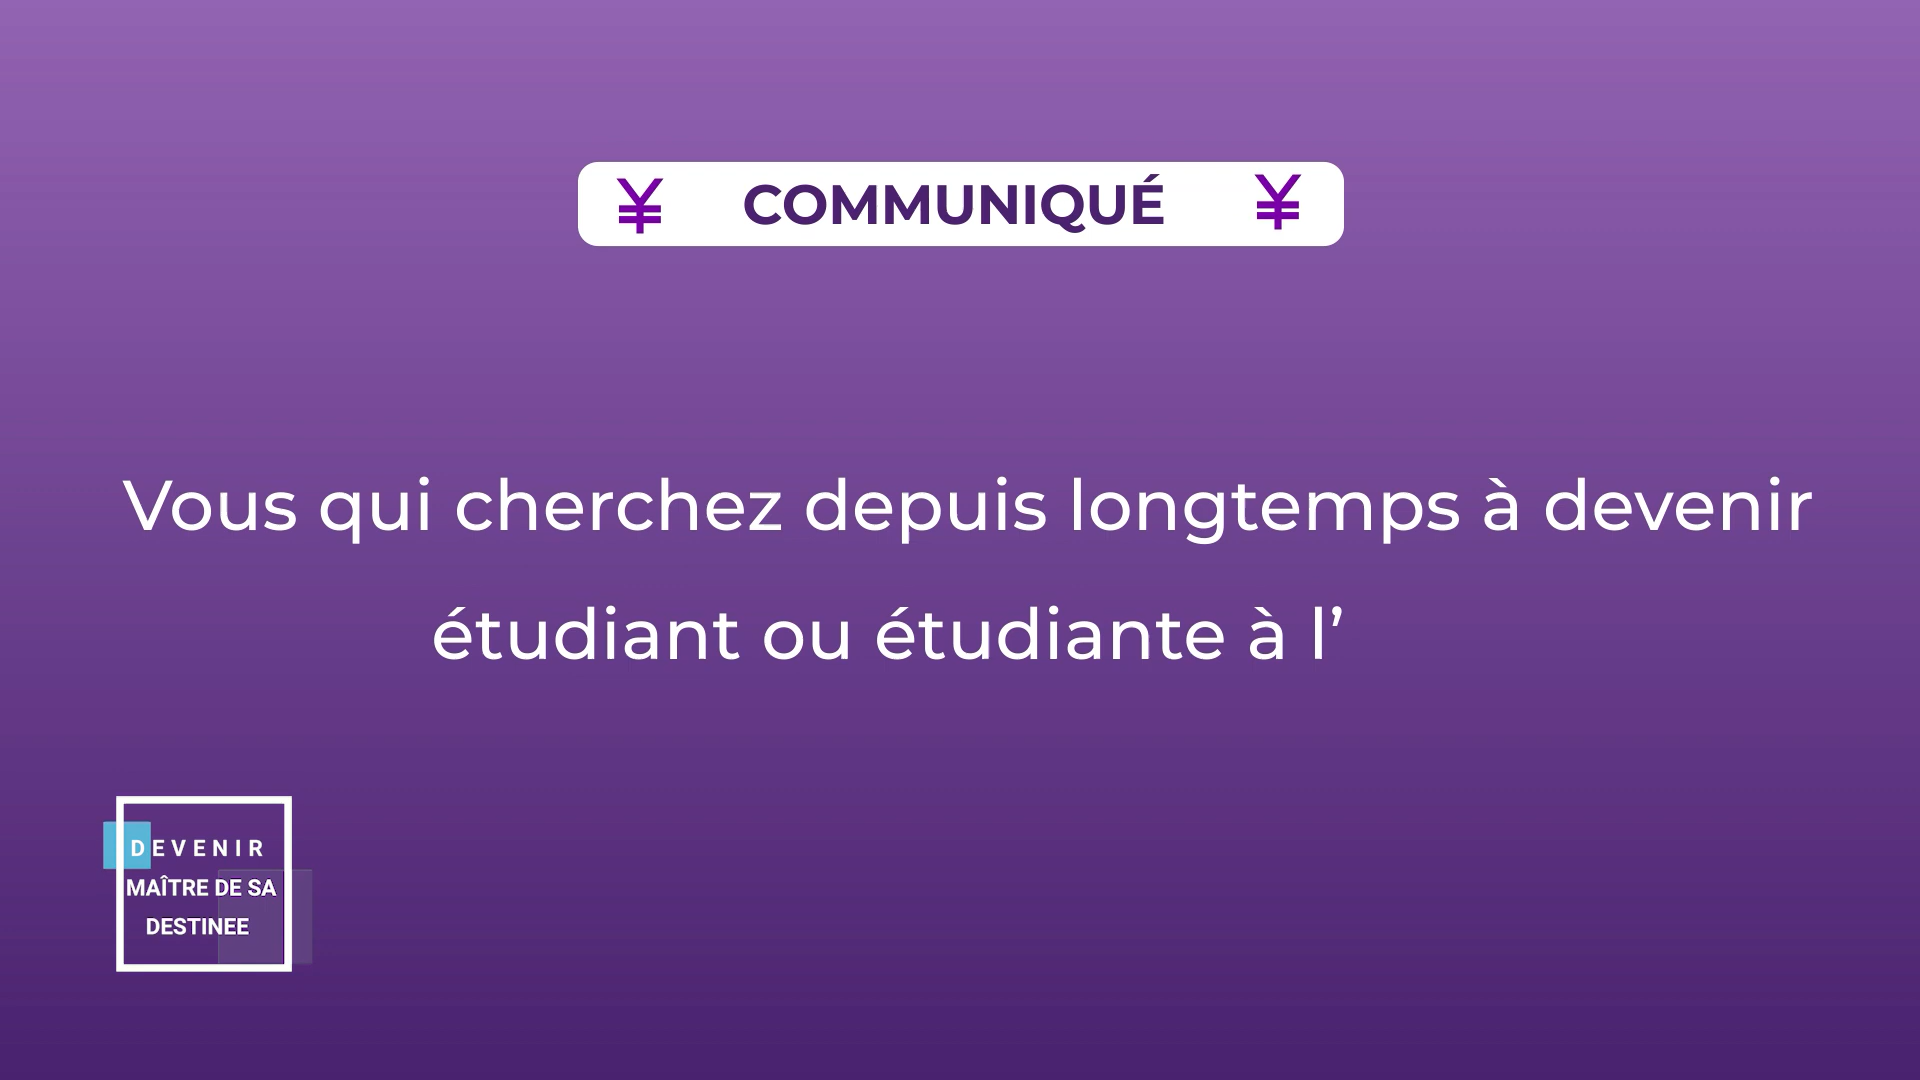 ¥ COMMUNIQUÉ ¥
Vous qui cherchez depuis longtemps à devenir
étudiant ou étudiante à l’
DEVENIR
MAÎTRE DE SA
DESTINEE